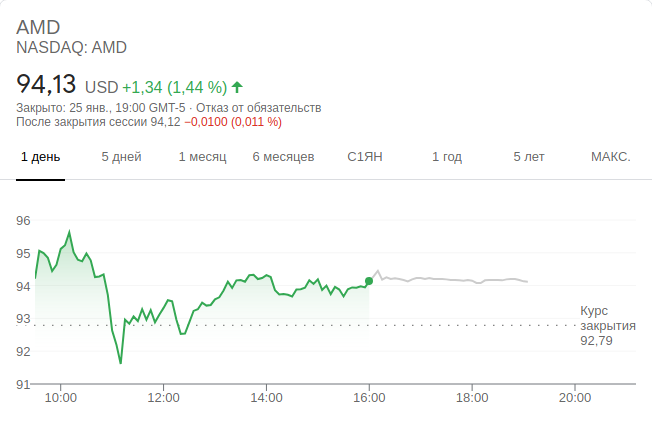 AMD
NASDAQ: AMD
94,13 USD +1,34 (1,44 %)
Закрыто: 25 янв., 19:00 GMT-5 · Отказ от обязательств
После закрытия сессии 94,12 −0,0100 (0,011 %)
1 день 5 дней 1 месяц 6 месяцев С1ЯН 1 год 5 лет МАКС.
96
95
94
93
92
91
Курс
закрытия
92,79
10:00 12:00 14:00 16:00 18:00 20:00